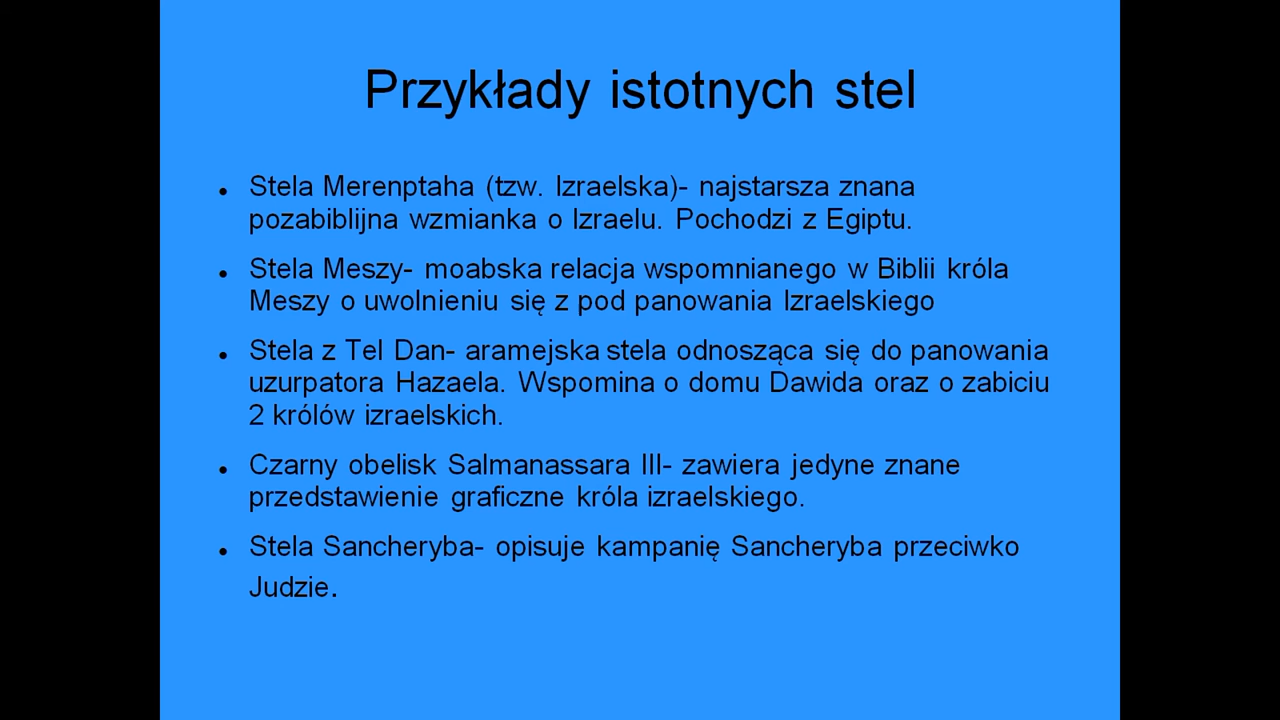 Przykłady istotnych stel
● Stela Merenptaha (tzw. Izraelska)- najstarsza znana
pozabiblijna wzmianka o Izraelu. Pochodzi z Egiptu.
● Stela Meszy- moabska relacja wspomnianego w Biblii króla
Meszy o uwolnieniu się z pod panowania Izraelskiego
● Stela z Tel Dan- aramejska stela odnosząca się do panowania
uzurpatora Hazaela. Wspomina o domu Dawida oraz o zabiciu
2 królów izraelskich.
● Czarny obelisk Salmanassara III- zawiera jedyne znane
przedstawienie graficzne króla izraelskiego.
● Stela Sancheryba- opisuje kampanię Sancheryba przeciwko
Judzie.